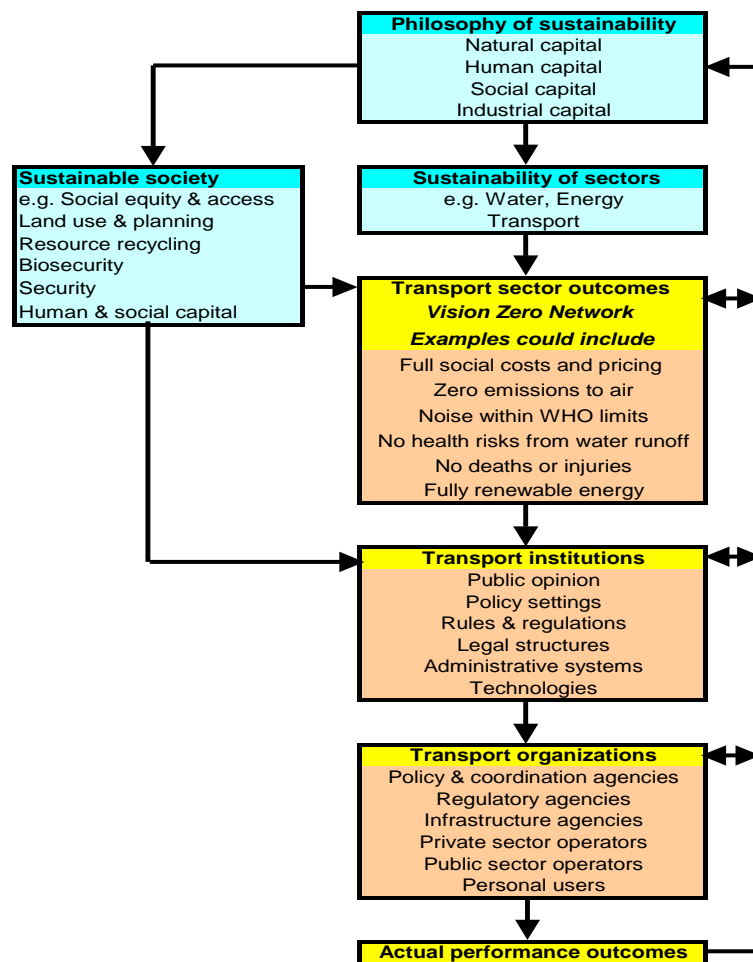 Philosophy of sustainability
Natural capital
Human capital
Social capital
Industrial capital
Sustainable society
e.g. Social equity & access
Land use & planning
Resource recycling
Biosecurity
Security
Human & social capital
Sustainability of sectors
e.g. Water, Energy
Transport
Transport sector outcomes
Vision Zero Network
Examples could include
Full social costs and pricing
Zero emissions to air
Noise within WHO limits
No health risks from water runoff
No deaths or injuries
Fully renewable energy
Transport institutions
Public opinion
Policy settings
Rules & regulations
Legal structures
Administrative systems
Technologies
Transport organizations
Policy & coordination agencies
Regulatory agencies
Infrastructure agencies
Private sector operators
Public sector operators
Personal users
Actual performance outcomes